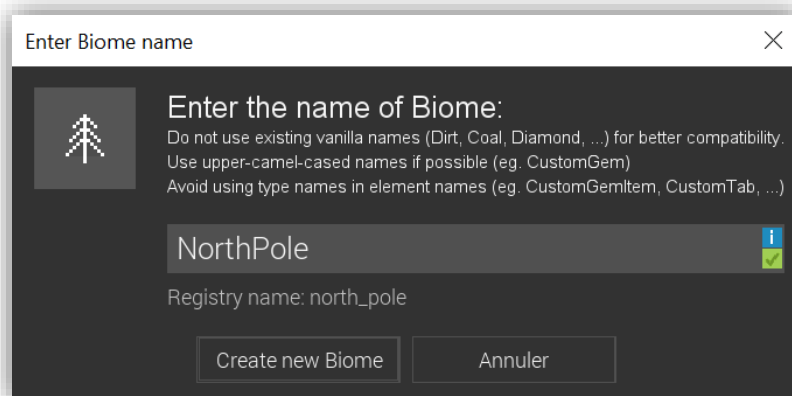 Enter Biome name
Enter the name of Biome:
Do not use existing vanilla names (Dirt, Coal, Diamond, ...) for better compatibility.
Use upper-camel-cased names if possible (eg. CustomGem)
Avoid using type names in element names (eg. CustomGemItem, CustomTab, ...)
NorthPole
i
Registry name: north_pole
Create new Biome
Annuler